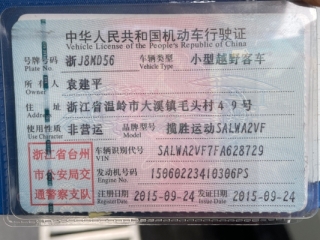 中华人民共和国机动车行驶证
Vehicle License of the People's Republic of China
号牌号码 浙J8MD56 车辆类型 小型越野客车
Plate No. Vehicle Type
所有人 袁建平
Owner
住址 浙江省温岭市大溪镇毛头村49号
Address
使用性质 非营运 品牌型号 揽胜运动SALWA2VF
Use Character Model
浙江省台州市公安局交通警察支队
车辆识别代号 SALWA2VF7FA628729
VIN
发动机号码 15060223410306PS
Engine No.
注册日期 2015-09-24 发证日期 2015-09-24
Register Date Issue Date